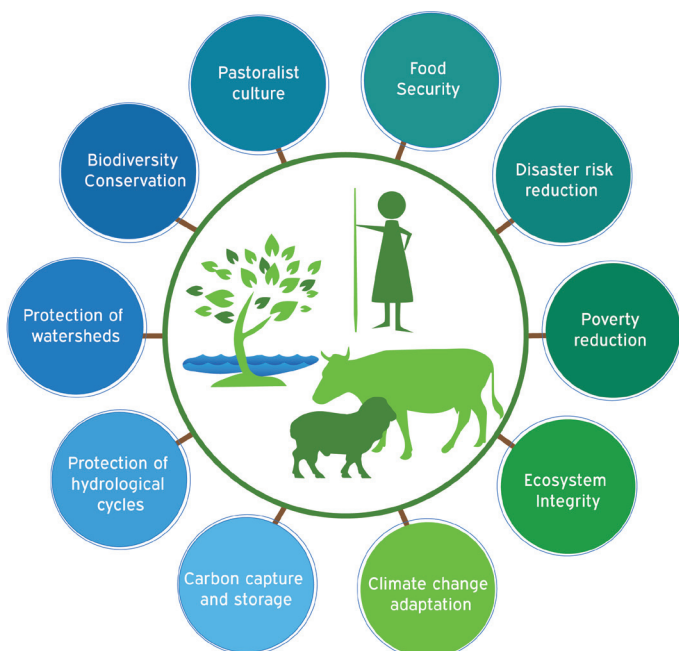 Pastoralist
culture
Food
Security
Disaster risk
reduction
Poverty
reduction
Ecosystem
Integrity
Climate change
adaptation
Carbon capture
and storage
Protection of
hydrological
cycles
Protection of
watersheds
Biodiversity
Conservation